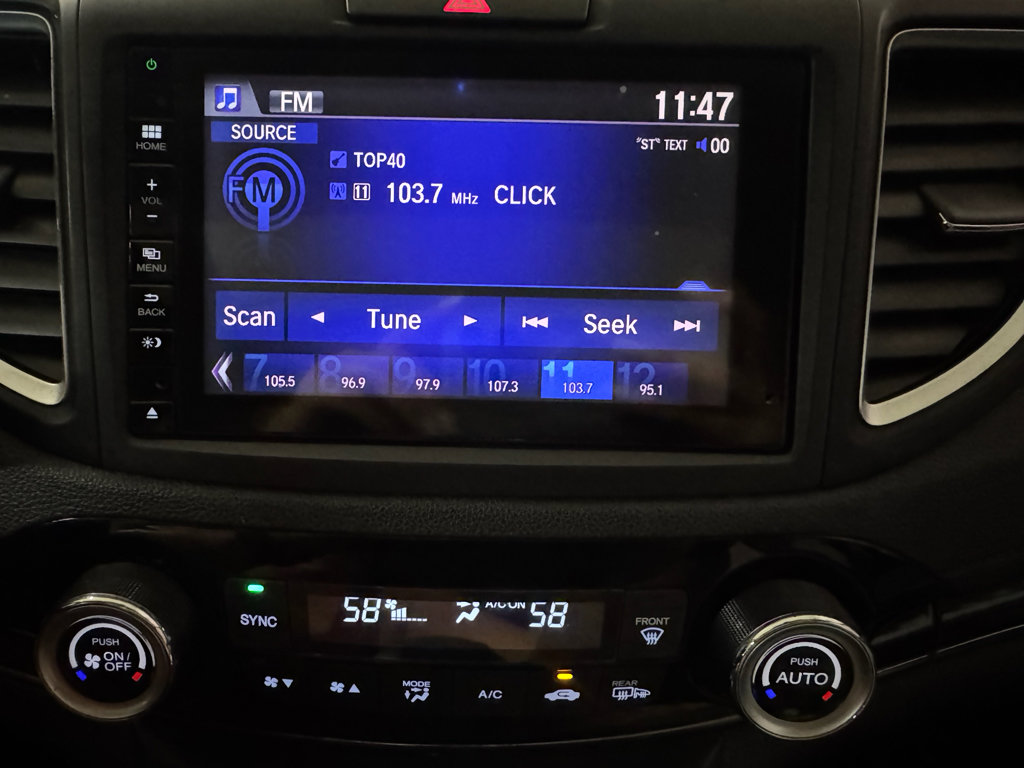 FM
11:47
SOURCE
"ST" TEXT 00
FM
TOP40
11 103.7 MHz CLICK
Scan Tune Seek
7 105.5
8 96.9
9 97.9
10 107.3
11 103.7
12 95.1
HOME
+
VOL
−
MENU
BACK
SYNC
58 A/C ON 58
FRONT
PUSH
ON/
OFF
MODE
A/C
REAR
PUSH
AUTO